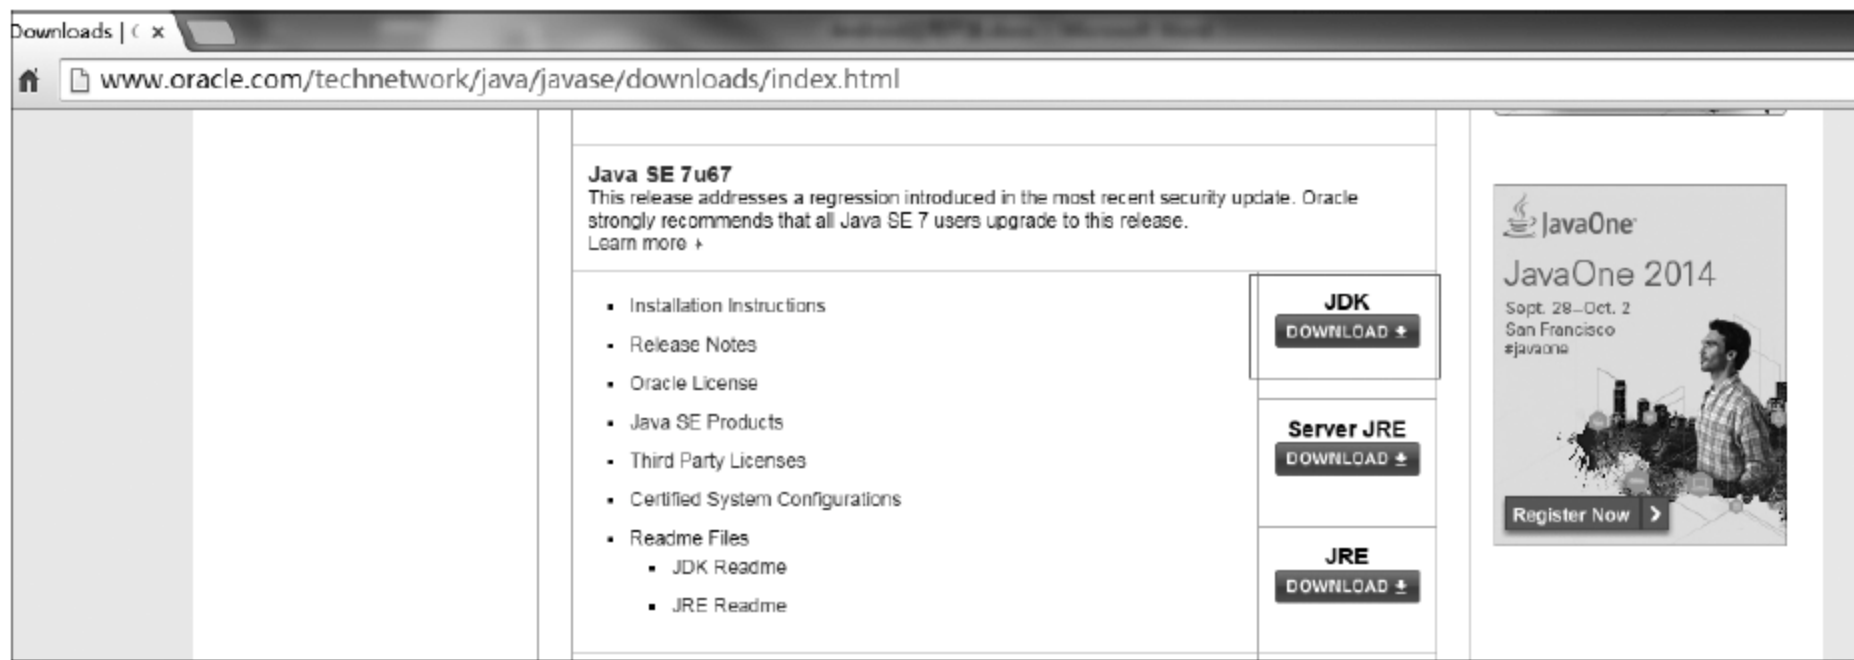 Downloads |
www.oracle.com/technetwork/java/javase/downloads/index.html
Java SE 7u67
This release addresses a regression introduced in the most recent security update. Oracle
strongly recommends that all Java SE 7 users upgrade to this release.
Learn more
Installation Instructions
Release Notes
Oracle License
Java SE Products
Third Party Licenses
Certified System Configurations
Readme Files
JDK Readme
JRE Readme
JDK
DOWNLOAD
Server JRE
DOWNLOAD
JRE
DOWNLOAD
JavaOne
JavaOne 2014
Sept. 28–Oct. 2
San Francisco
#javaone
Register Now